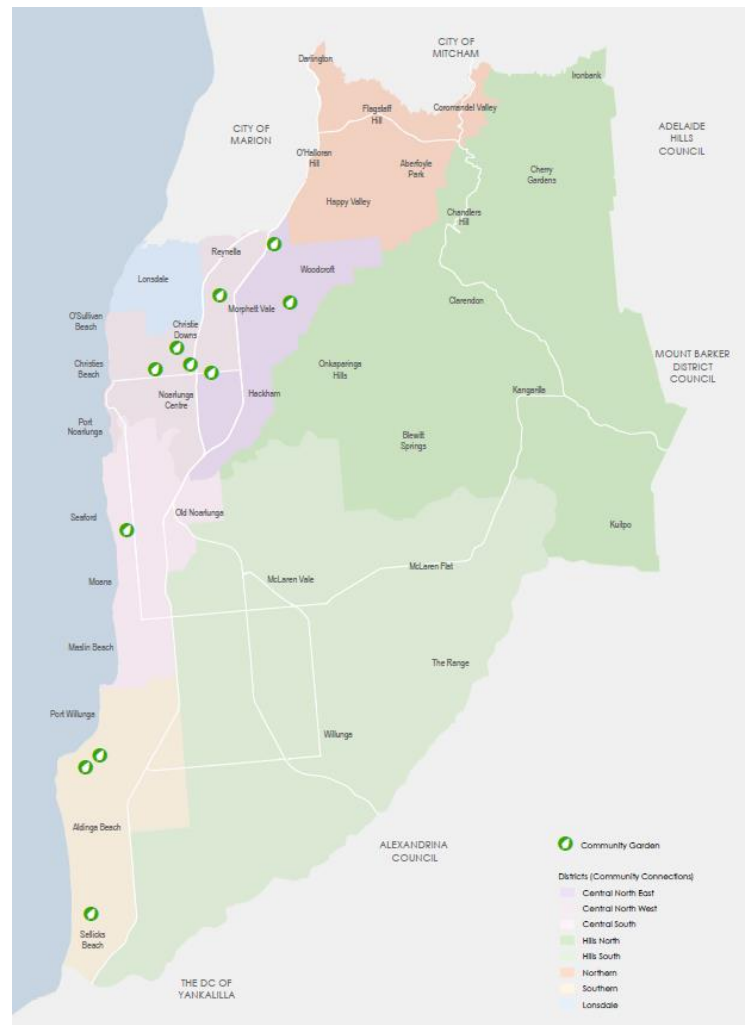 CITY OF
MITCHAM
Darlington
Ironbank
Flagstaff
Hill
Coromandel Valley
CITY OF
MARION
ADELAIDE
HILLS
COUNCIL
O'Halloran
Hill
Aberfoyle
Park
Cherry
Gardens
Happy Valley
Chandlers
Hill
Reynella
Woodcroft
Lonsdale
Clarendon
Morphett Vale
O'Sullivan
Beach
Christie
Downs
MOUNT BARKER
DISTRICT
COUNCIL
Christies
Beach
Onkaparinga
Hills
Noarlunga
Centre
Hackham
Kangarilla
Port
Noarlunga
Blewitt
Springs
Seaford
Old Noarlunga
Kuitpo
Moana
McLaren Vale
McLaren Flat
Maslin Beach
The Range
Port Willunga
Willunga
Aldinga Beach
ALEXANDRINA
COUNCIL
Community Garden
Districts (Community Connections)
Central North East
Central North West
Central South
Hills North
Hills South
Northern
Southern
Lonsdale
Sellicks
Beach
THE DC OF
YANKALILLA